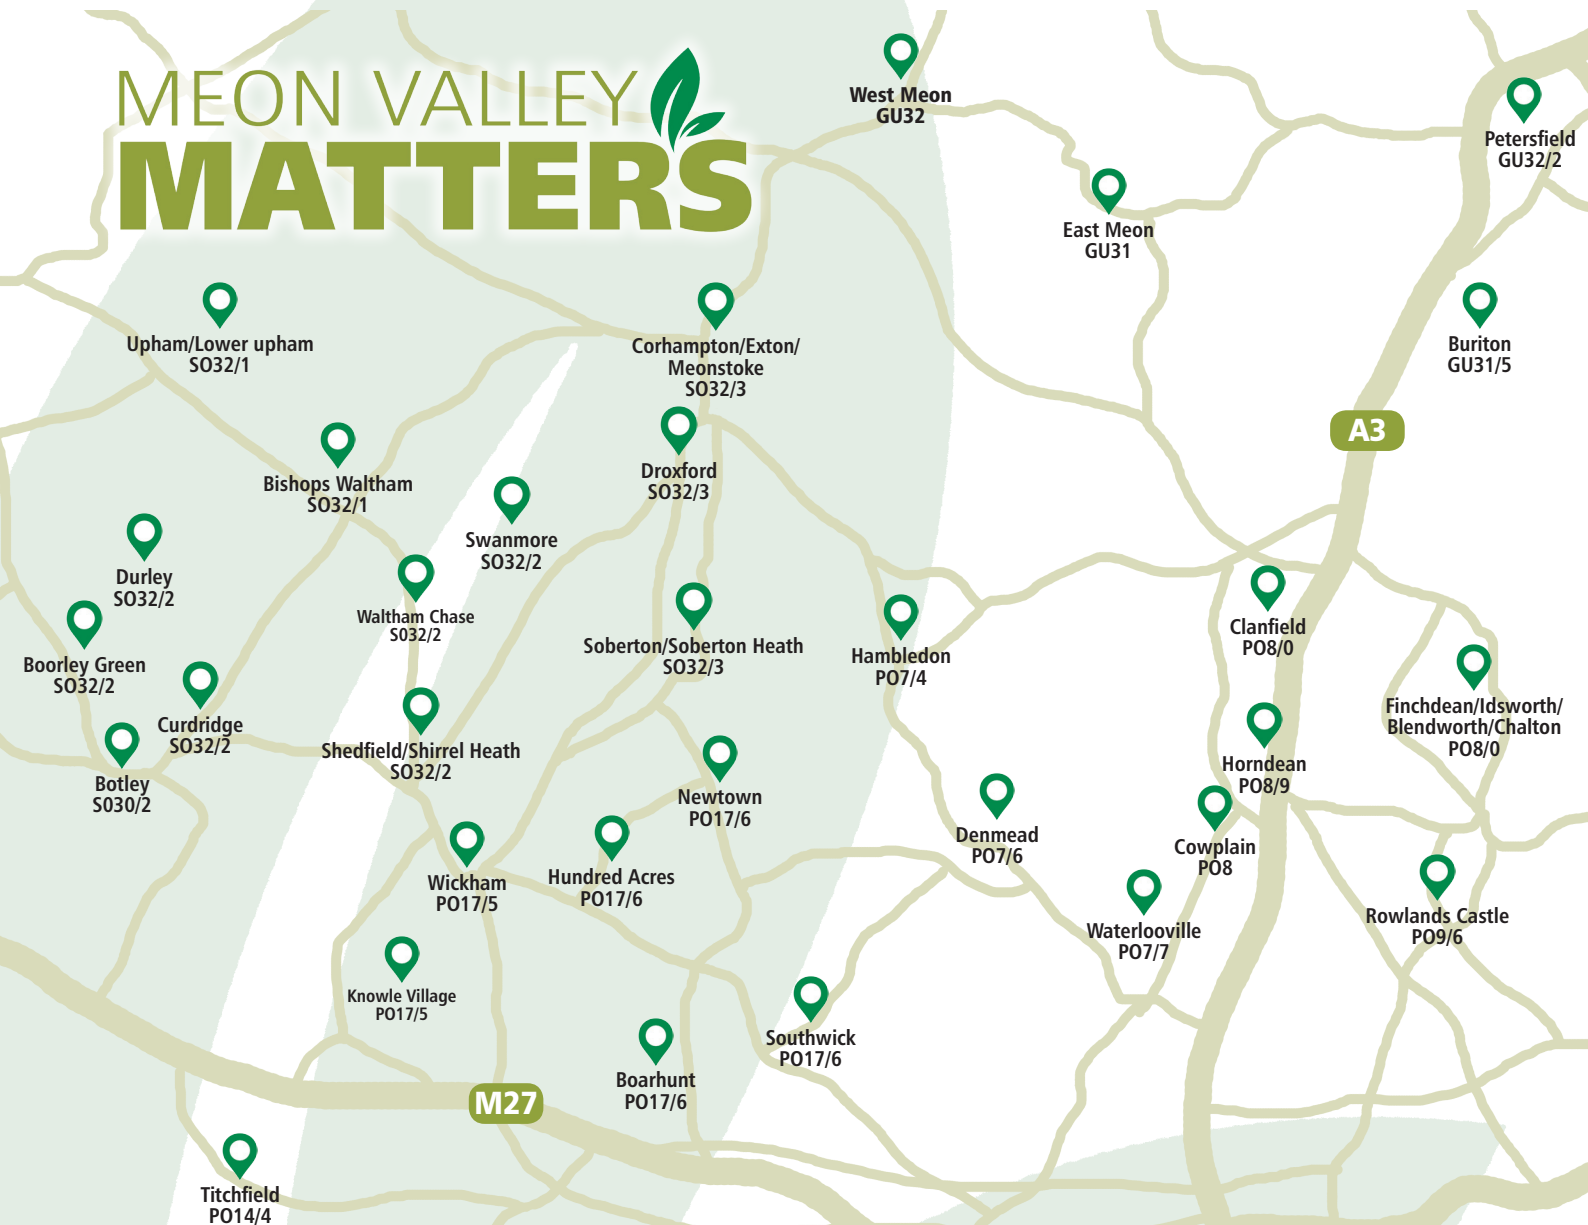 MEON VALLEY
MATTERS
West Meon
GU32
Petersfield
GU32/2
East Meon
GU31
Upham/Lower upham
SO32/1
Corhampton/Exton/
Meonstoke
SO32/3
Buriton
GU31/5
A3
Bishops Waltham
SO32/1
Droxford
SO32/3
Swanmore
SO32/2
Durley
SO32/2
Waltham Chase
S032/2
Clanfield
PO8/0
Boorley Green
SO32/2
Soberton/Soberton Heath
SO32/3
Hambledon
PO7/4
Finchdean/Idsworth/
Blendworth/Chalton
PO8/0
Curdridge
SO32/2
Shedfield/Shirrel Heath
SO32/2
Horndean
PO8/9
Botley
S030/2
Newtown
PO17/6
Denmead
PO7/6
Cowplain
PO8
Wickham
PO17/5
Hundred Acres
PO17/6
Waterlooville
PO7/7
Rowlands Castle
PO9/6
Knowle Village
PO17/5
Southwick
PO17/6
Boarhunt
PO17/6
M27
Titchfield
PO14/4